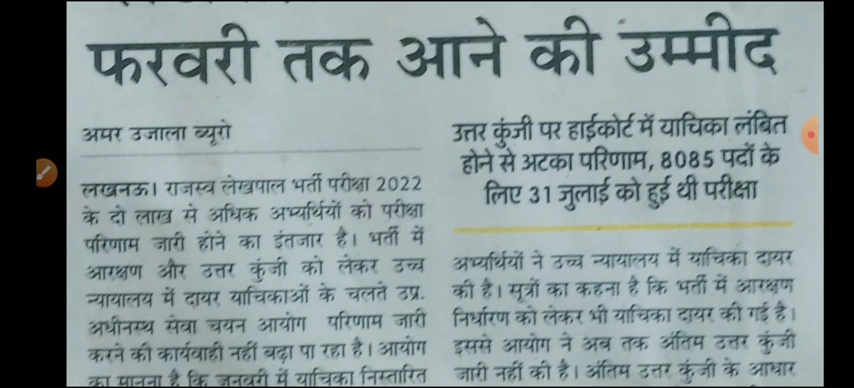 फरवरी तक आने की उम्मीद
अमर उजाला ब्यूरो
लखनऊ। राजस्व लेखपाल भर्ती परीक्षा 2022
के दो लाख से अधिक अभ्यर्थियों को परीक्षा
परिणाम जारी होने का इंतजार है। भर्ती में
आरक्षण और उत्तर कुंजी को लेकर उच्च
न्यायालय में दायर याचिकाओं के चलते उप्र.
अधीनस्थ सेवा चयन आयोग परिणाम जारी
करने की कार्यवाही नहीं बढ़ा पा रहा है। आयोग
का मानना है कि जनवरी में याचिका निस्तारित
उत्तर कुंजी पर हाईकोर्ट में याचिका लंबित
होने से अटका परिणाम, 8085 पदों के
लिए 31 जुलाई को हुई थी परीक्षा
अभ्यर्थियों ने उच्च न्यायालय में याचिका दायर
की है। सूत्रों का कहना है कि भर्ती में आरक्षण
निर्धारण को लेकर भी याचिका दायर की गई है।
इससे आयोग ने अब तक अंतिम उत्तर कुंजी
जारी नहीं की है। अंतिम उत्तर कुंजी के आधार